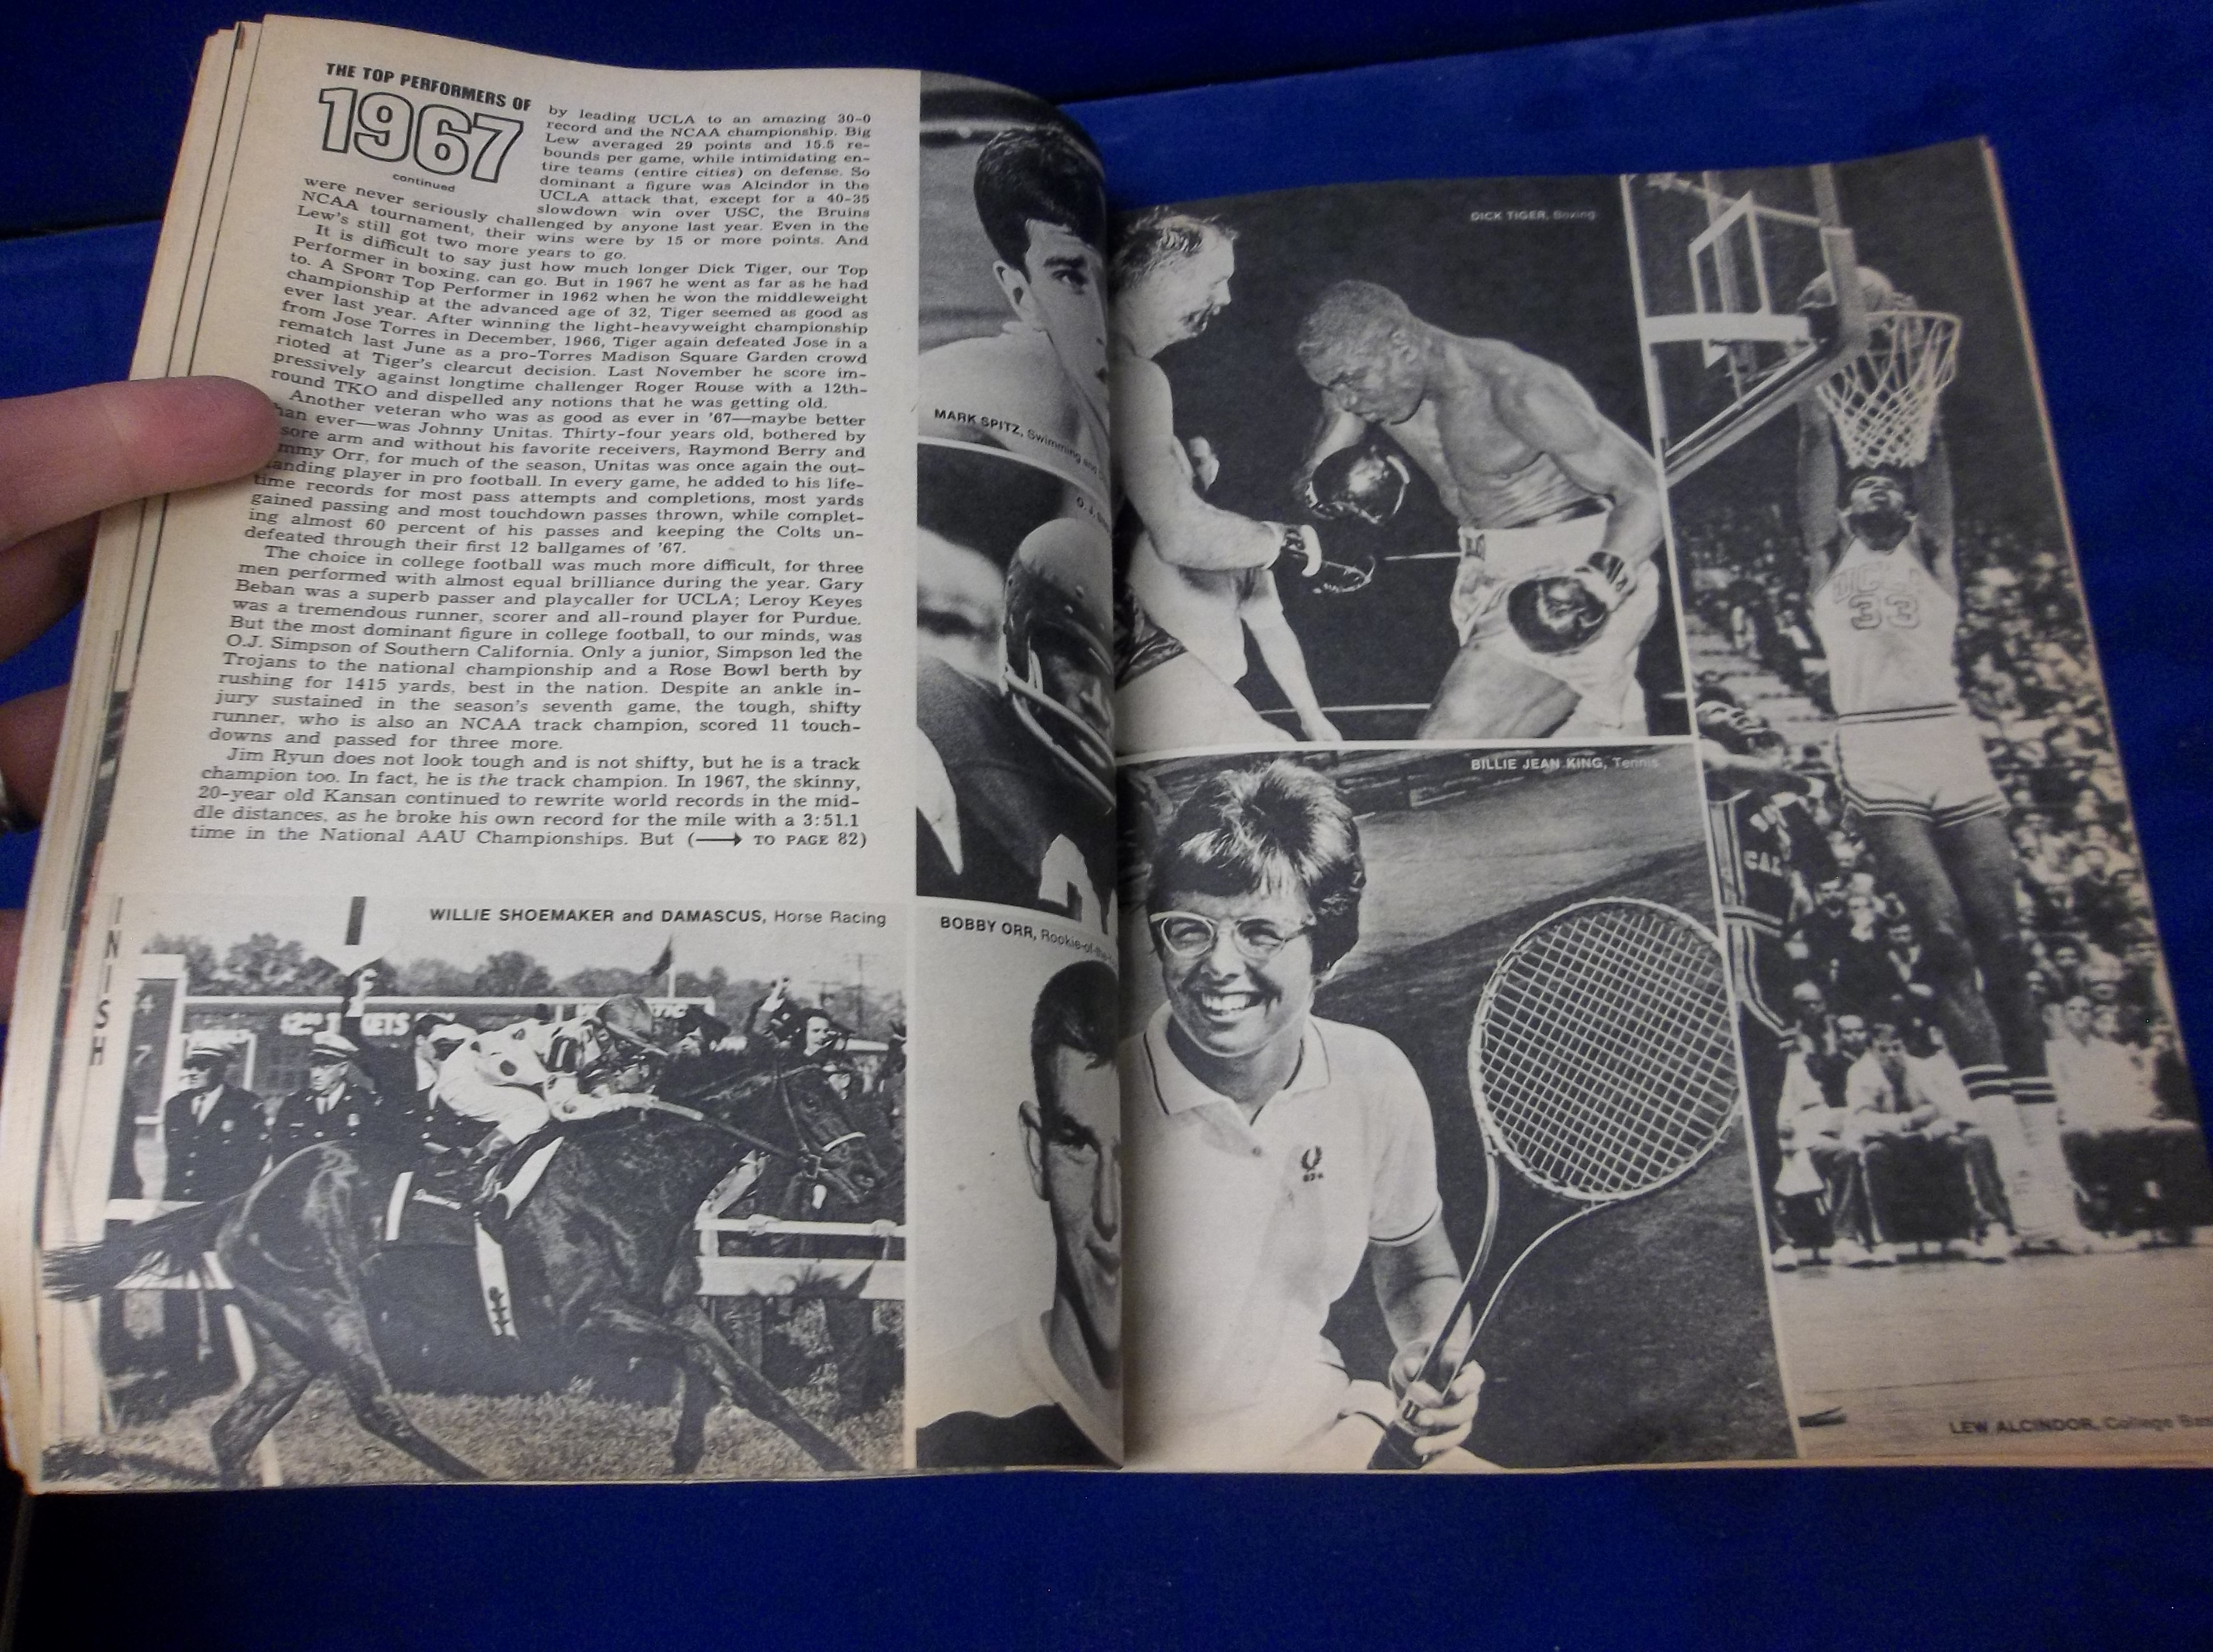 THE TOP PERFORMERS OF
1967
continued
by leading UCLA to an amazing 30-0
record and the NCAA championship. Big
Lew averaged 29 points and 15.5 re-
bounds per game, while intimidating en-
tire teams (entire cities) on defense. So
dominant a figure was Alcindor in the
UCLA attack that, except for a 40-35
slowdown win over USC, the Bruins
were never seriously challenged by anyone last year. Even in the
NCAA tournament, their wins were by 15 or more points. And
Lew's still got two more years to go.
It is difficult to say just how much longer Dick Tiger, our Top
Performer in boxing, can go. But in 1967 he went as far as he had
to. A SPORT Top Performer in 1962 when he won the middleweight
championship at the advanced age of 32, Tiger seemed as good as
ever last year. After winning the light-heavyweight championship
from Jose Torres in December, 1966, Tiger again defeated Jose in a
rematch last June as a pro-Torres Madison Square Garden crowd
rioted at Tiger's clearcut decision. Last November he score im-
pressively against longtime challenger Roger Rouse with a 12th-
round TKO and dispelled any notions that he was getting old.
Another veteran who was as good as ever in '67—maybe better
han ever—was Johnny Unitas. Thirty-four years old, bothered by
sore arm and without his favorite receivers, Raymond Berry and
mmy Orr, for much of the season, Unitas was once again the out-
anding player in pro football. In every game, he added to his life-
time records for most pass attempts and completions, most yards
gained passing and most touchdown passes thrown, while complet-
ing almost 60 percent of his passes and keeping the Colts un-
defeated through their first 12 ballgames of '67.
The choice in college football was much more difficult, for three
men performed with almost equal brilliance during the year. Gary
Beban was a superb passer and playcaller for UCLA; Leroy Keyes
was a tremendous runner, scorer and all-round player for Purdue.
But the most dominant figure in college football, to our minds, was
O.J. Simpson of Southern California. Only a junior, Simpson led the
Trojans to the national championship and a Rose Bowl berth by
rushing for 1415 yards, best in the nation. Despite an ankle in-
jury sustained in the season's seventh game, the tough, shifty
runner, who is also an NCAA track champion, scored 11 touch-
downs and passed for three more.
Jim Ryun does not look tough and is not shifty, but he is a track
champion too. In fact, he is the track champion. In 1967, the skinny,
20-year old Kansan continued to rewrite world records in the mid-
dle distances, as he broke his own record for the mile with a 3:51.1
time in the National AAU Championships. But (⟶ TO PAGE 82)
WILLIE SHOEMAKER and DAMASCUS, Horse Racing
INISH
MARK SPITZ, Swimming
O. J.
BOBBY ORR, Rookie-of-the
DICK TIGER, Boxing
BILLIE JEAN KING, Tennis
UCLA
33
CAL
LEW ALCINDOR, College